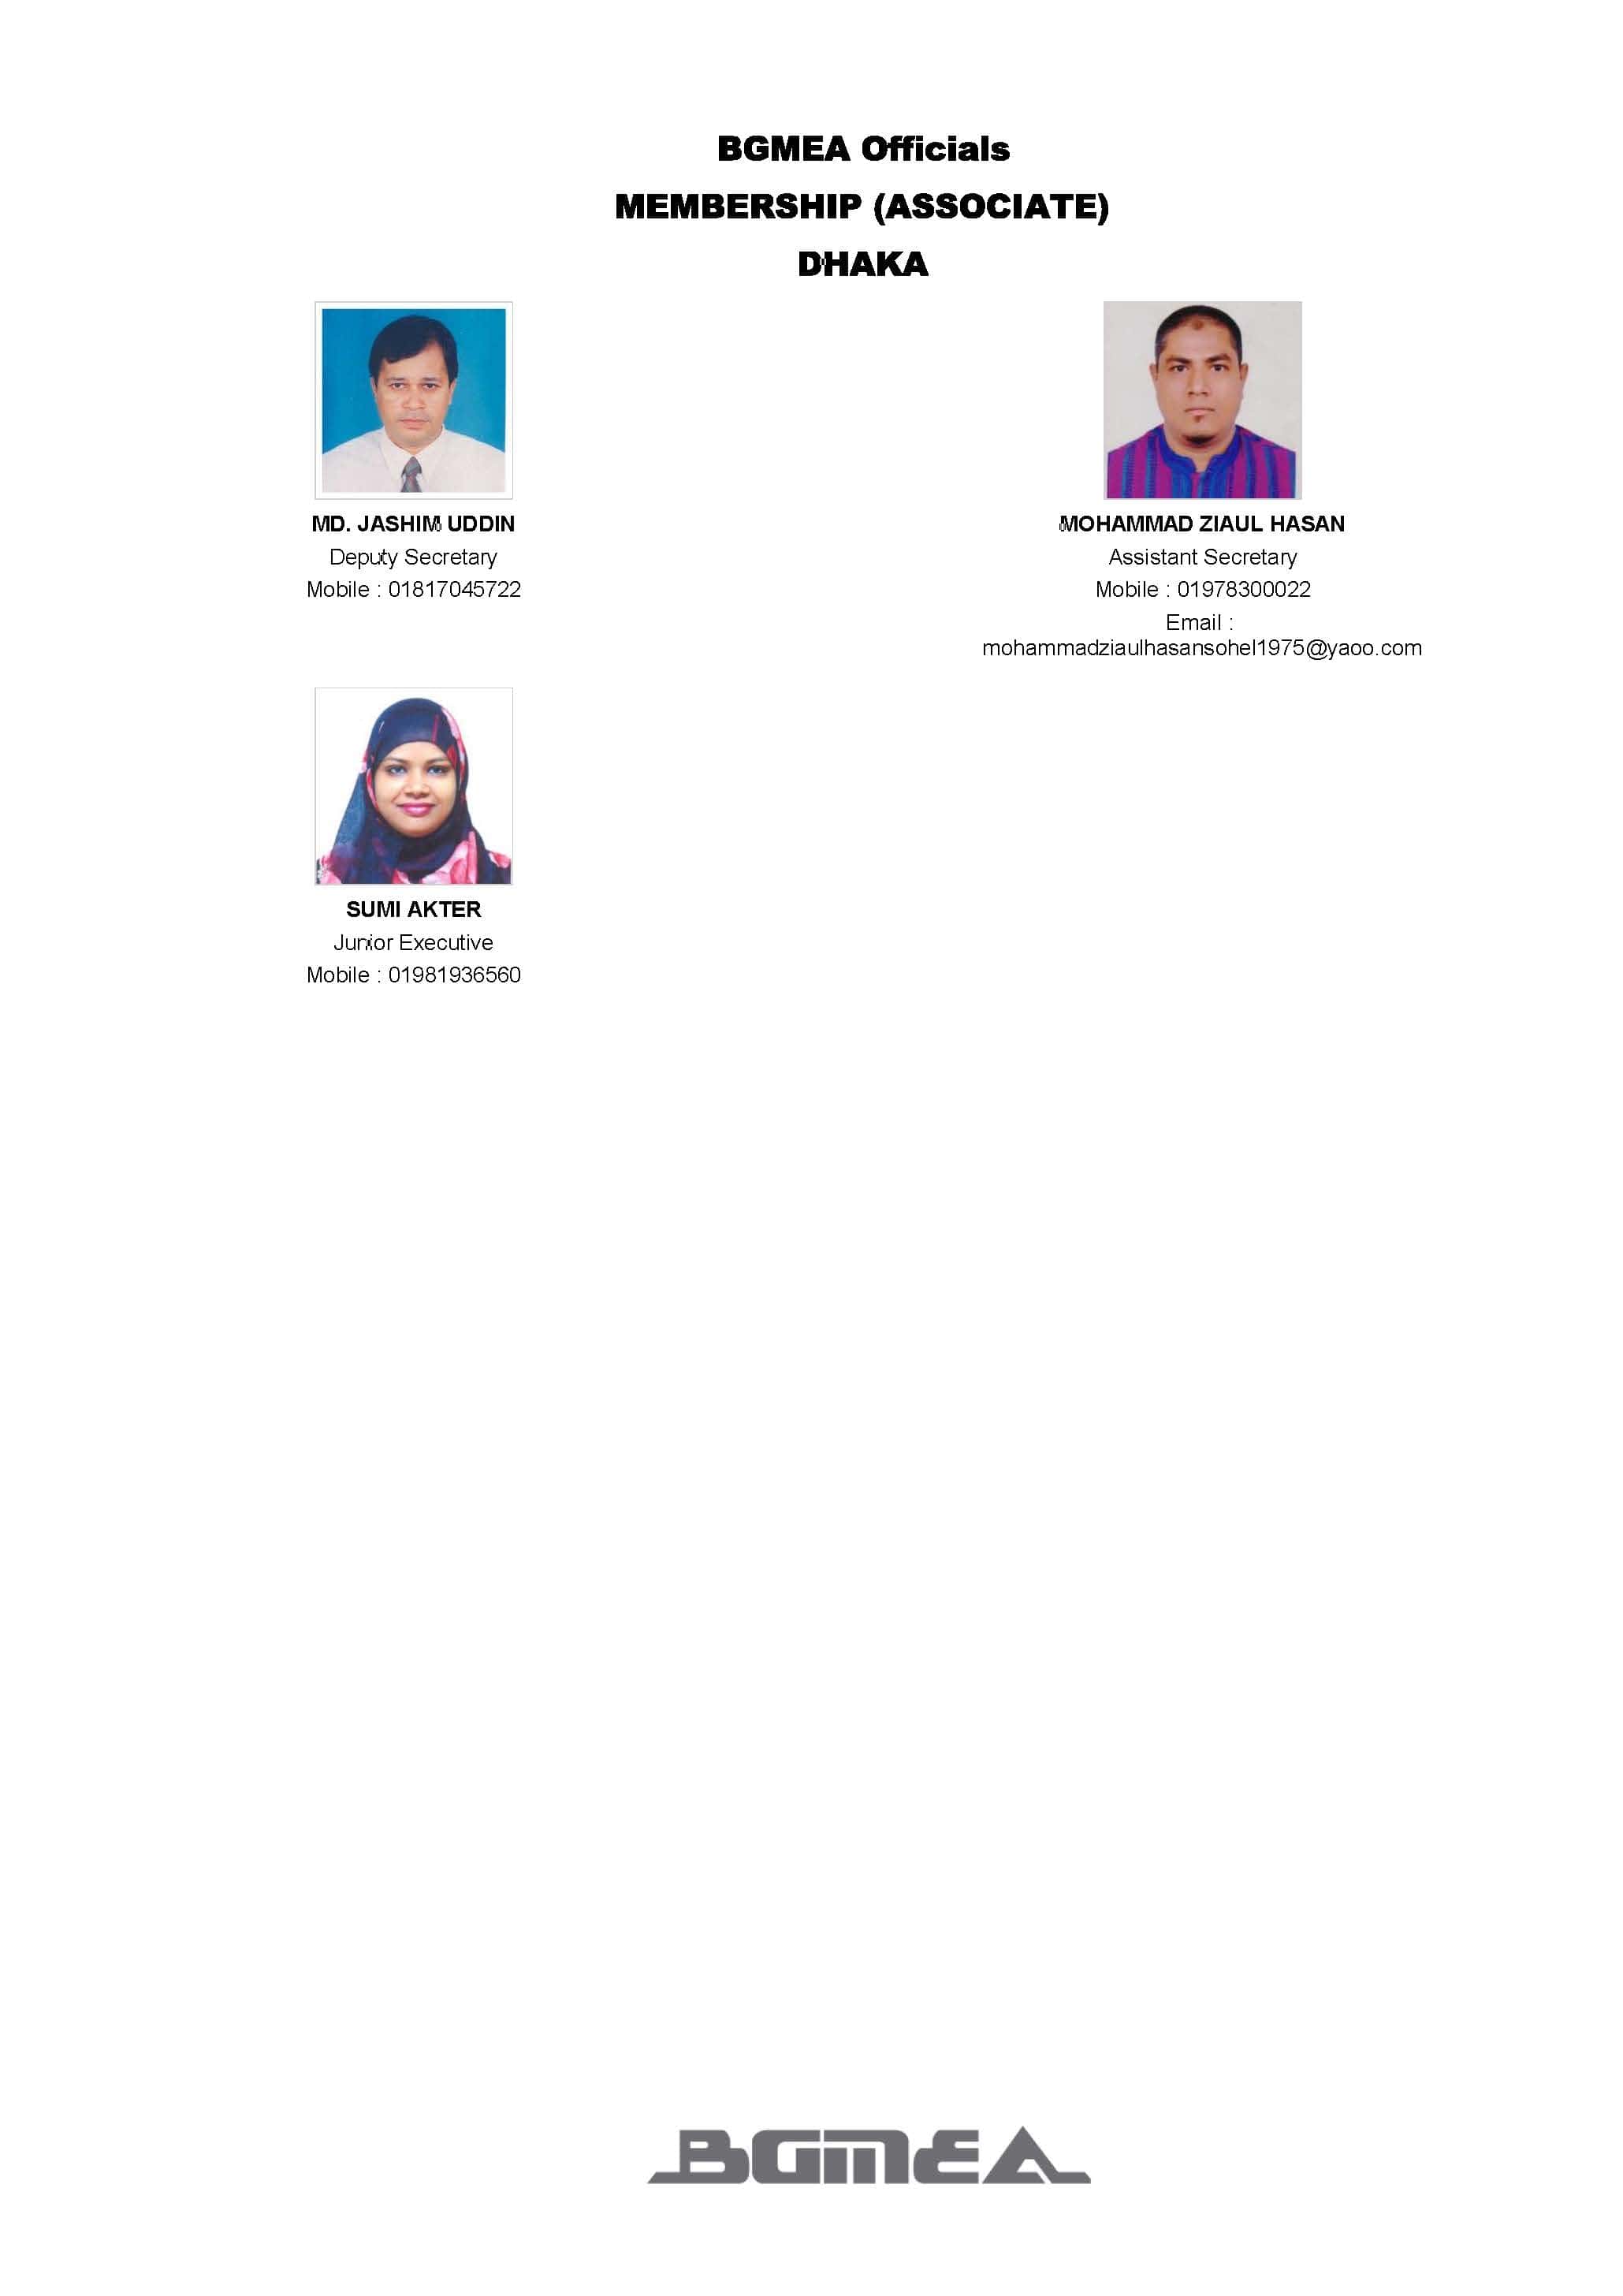 BGMEA Officials
MEMBERSHIP (ASSOCIATE)
DHAKA
MD. JASHIM UDDIN
Deputy Secretary
Mobile : 01817045722
MOHAMMAD ZIAUL HASAN
Assistant Secretary
Mobile : 01978300022
Email :
mohammadziaulhasansohel1975@yaoo.com
SUMI AKTER
Junior Executive
Mobile : 01981936560
BGMEA